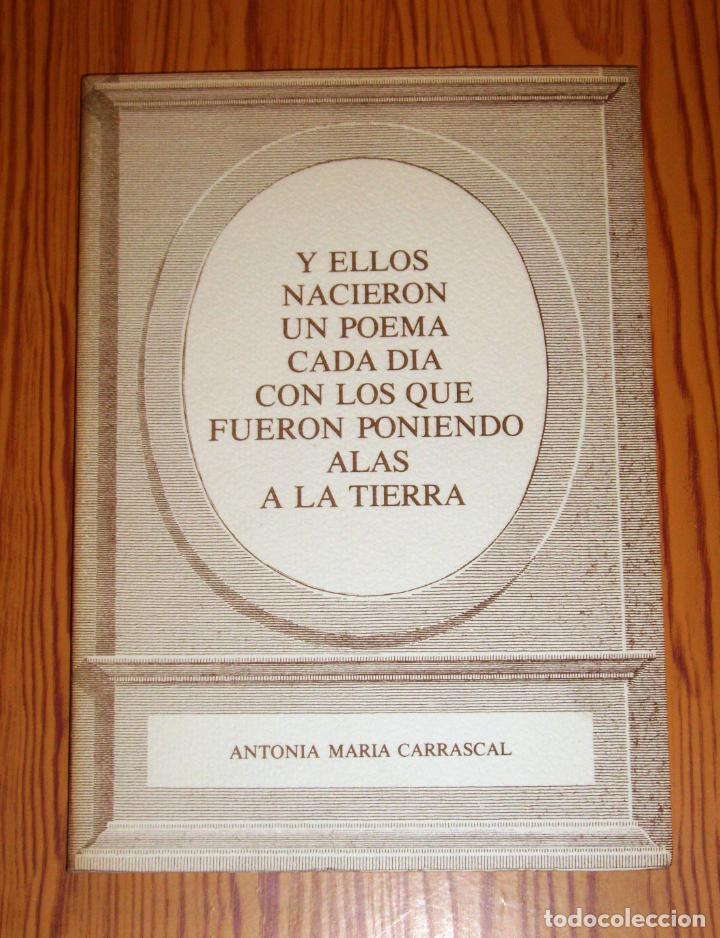 Y ELLOS
NACIERON
UN POEMA
CADA DIA
CON LOS QUE
FUERON PONIENDO
ALAS
A LA TIERRA
ANTONIA MARIA CARRASCAL
todocoleccion